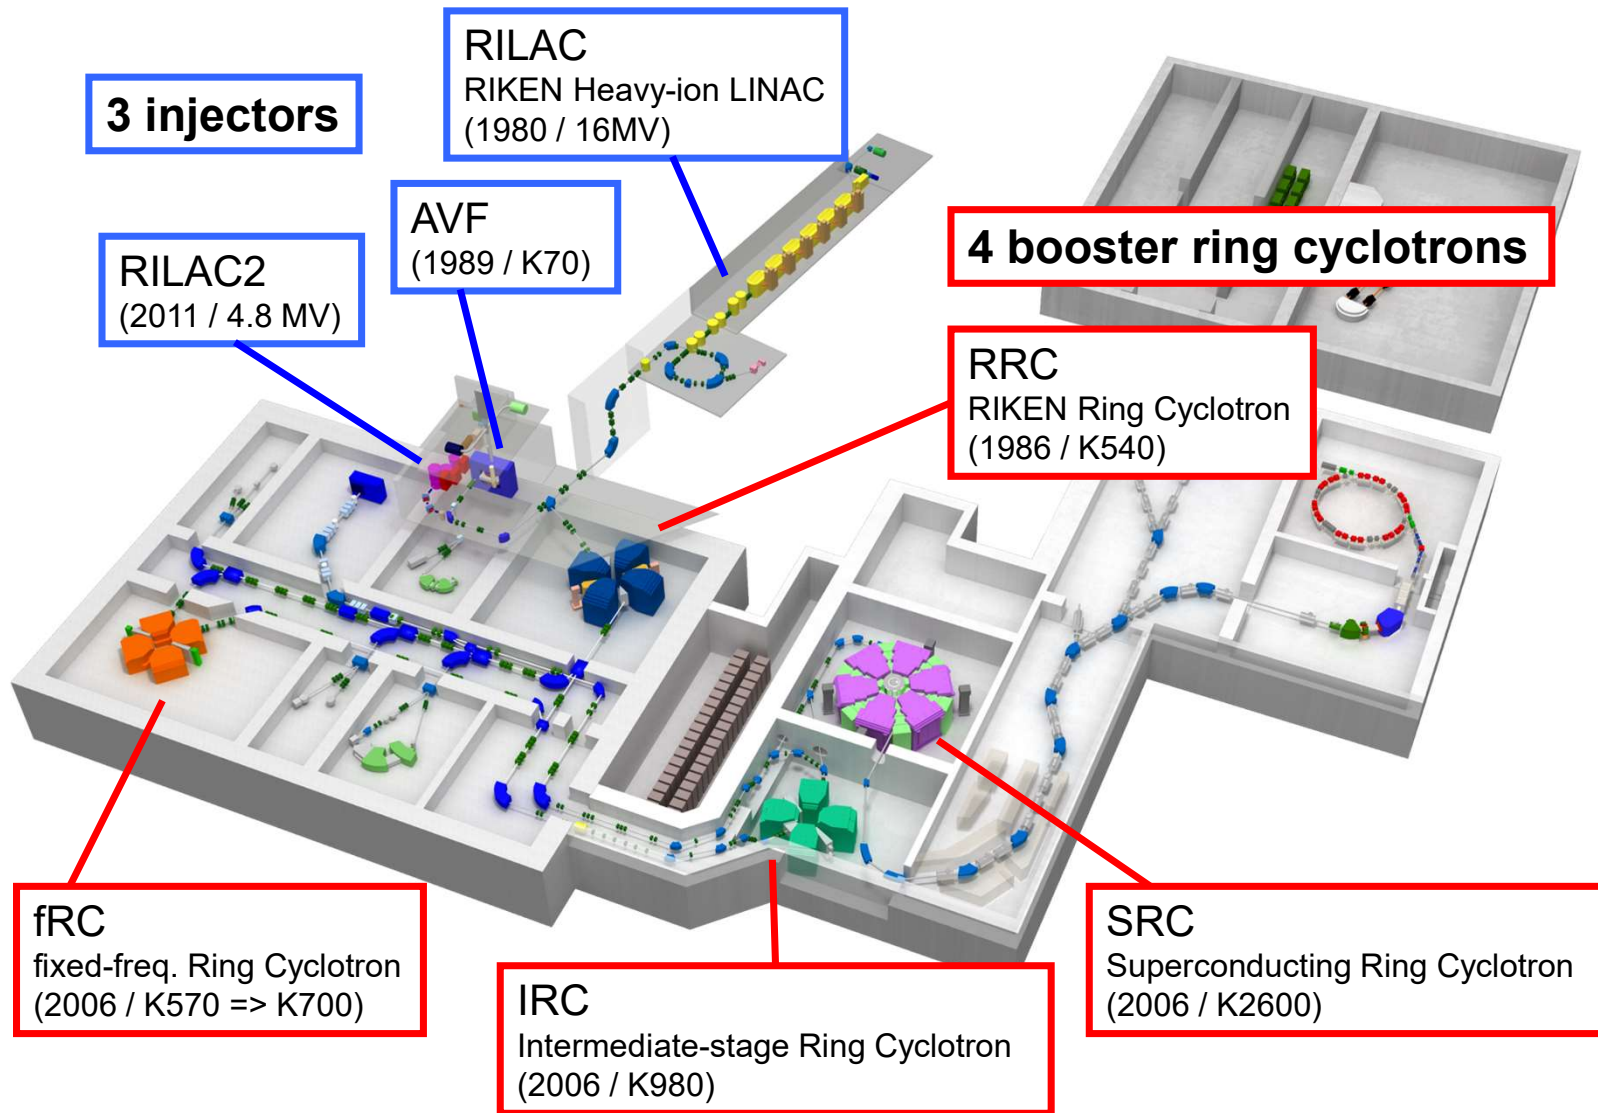 3 injectors
RILAC
RIKEN Heavy-ion LINAC
(1980 / 16MV)
AVF
(1989 / K70)
RILAC2
(2011 / 4.8 MV)
4 booster ring cyclotrons
RRC
RIKEN Ring Cyclotron
(1986 / K540)
fRC
fixed-freq. Ring Cyclotron
(2006 / K570 => K700)
IRC
Intermediate-stage Ring Cyclotron
(2006 / K980)
SRC
Superconducting Ring Cyclotron
(2006 / K2600)